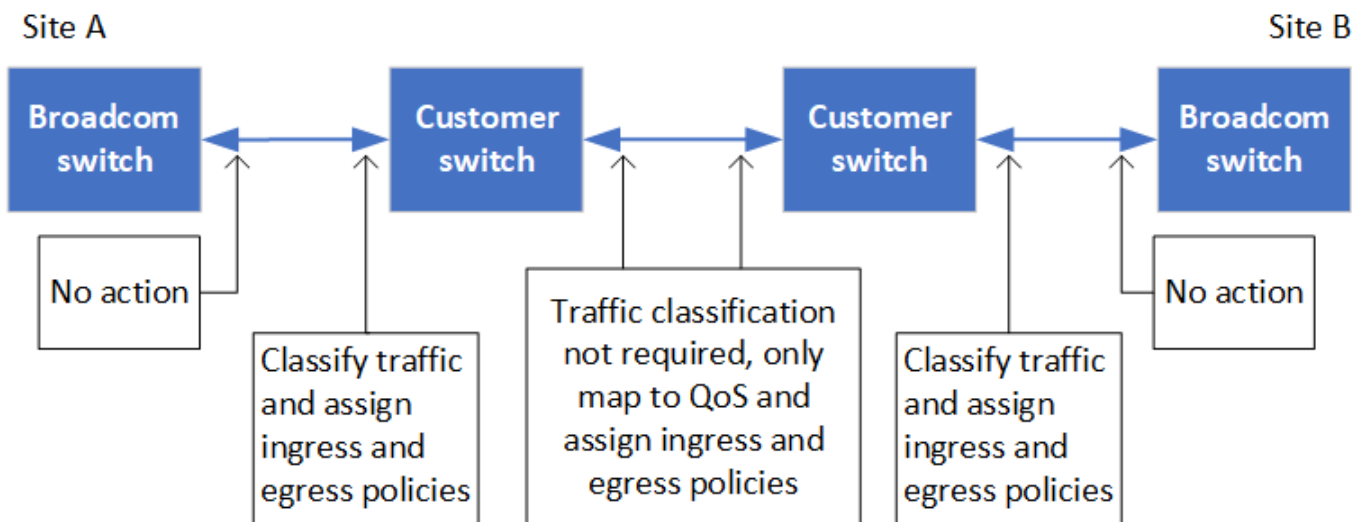 Site A
Site B
Broadcom
switch
Customer
switch
Customer
switch
Broadcom
switch
No action
Classify traffic
and assign
ingress and
egress policies
Traffic classification
not required, only
map to QoS and
assign ingress and
egress policies
Classify traffic
and assign
ingress and
egress policies
No action